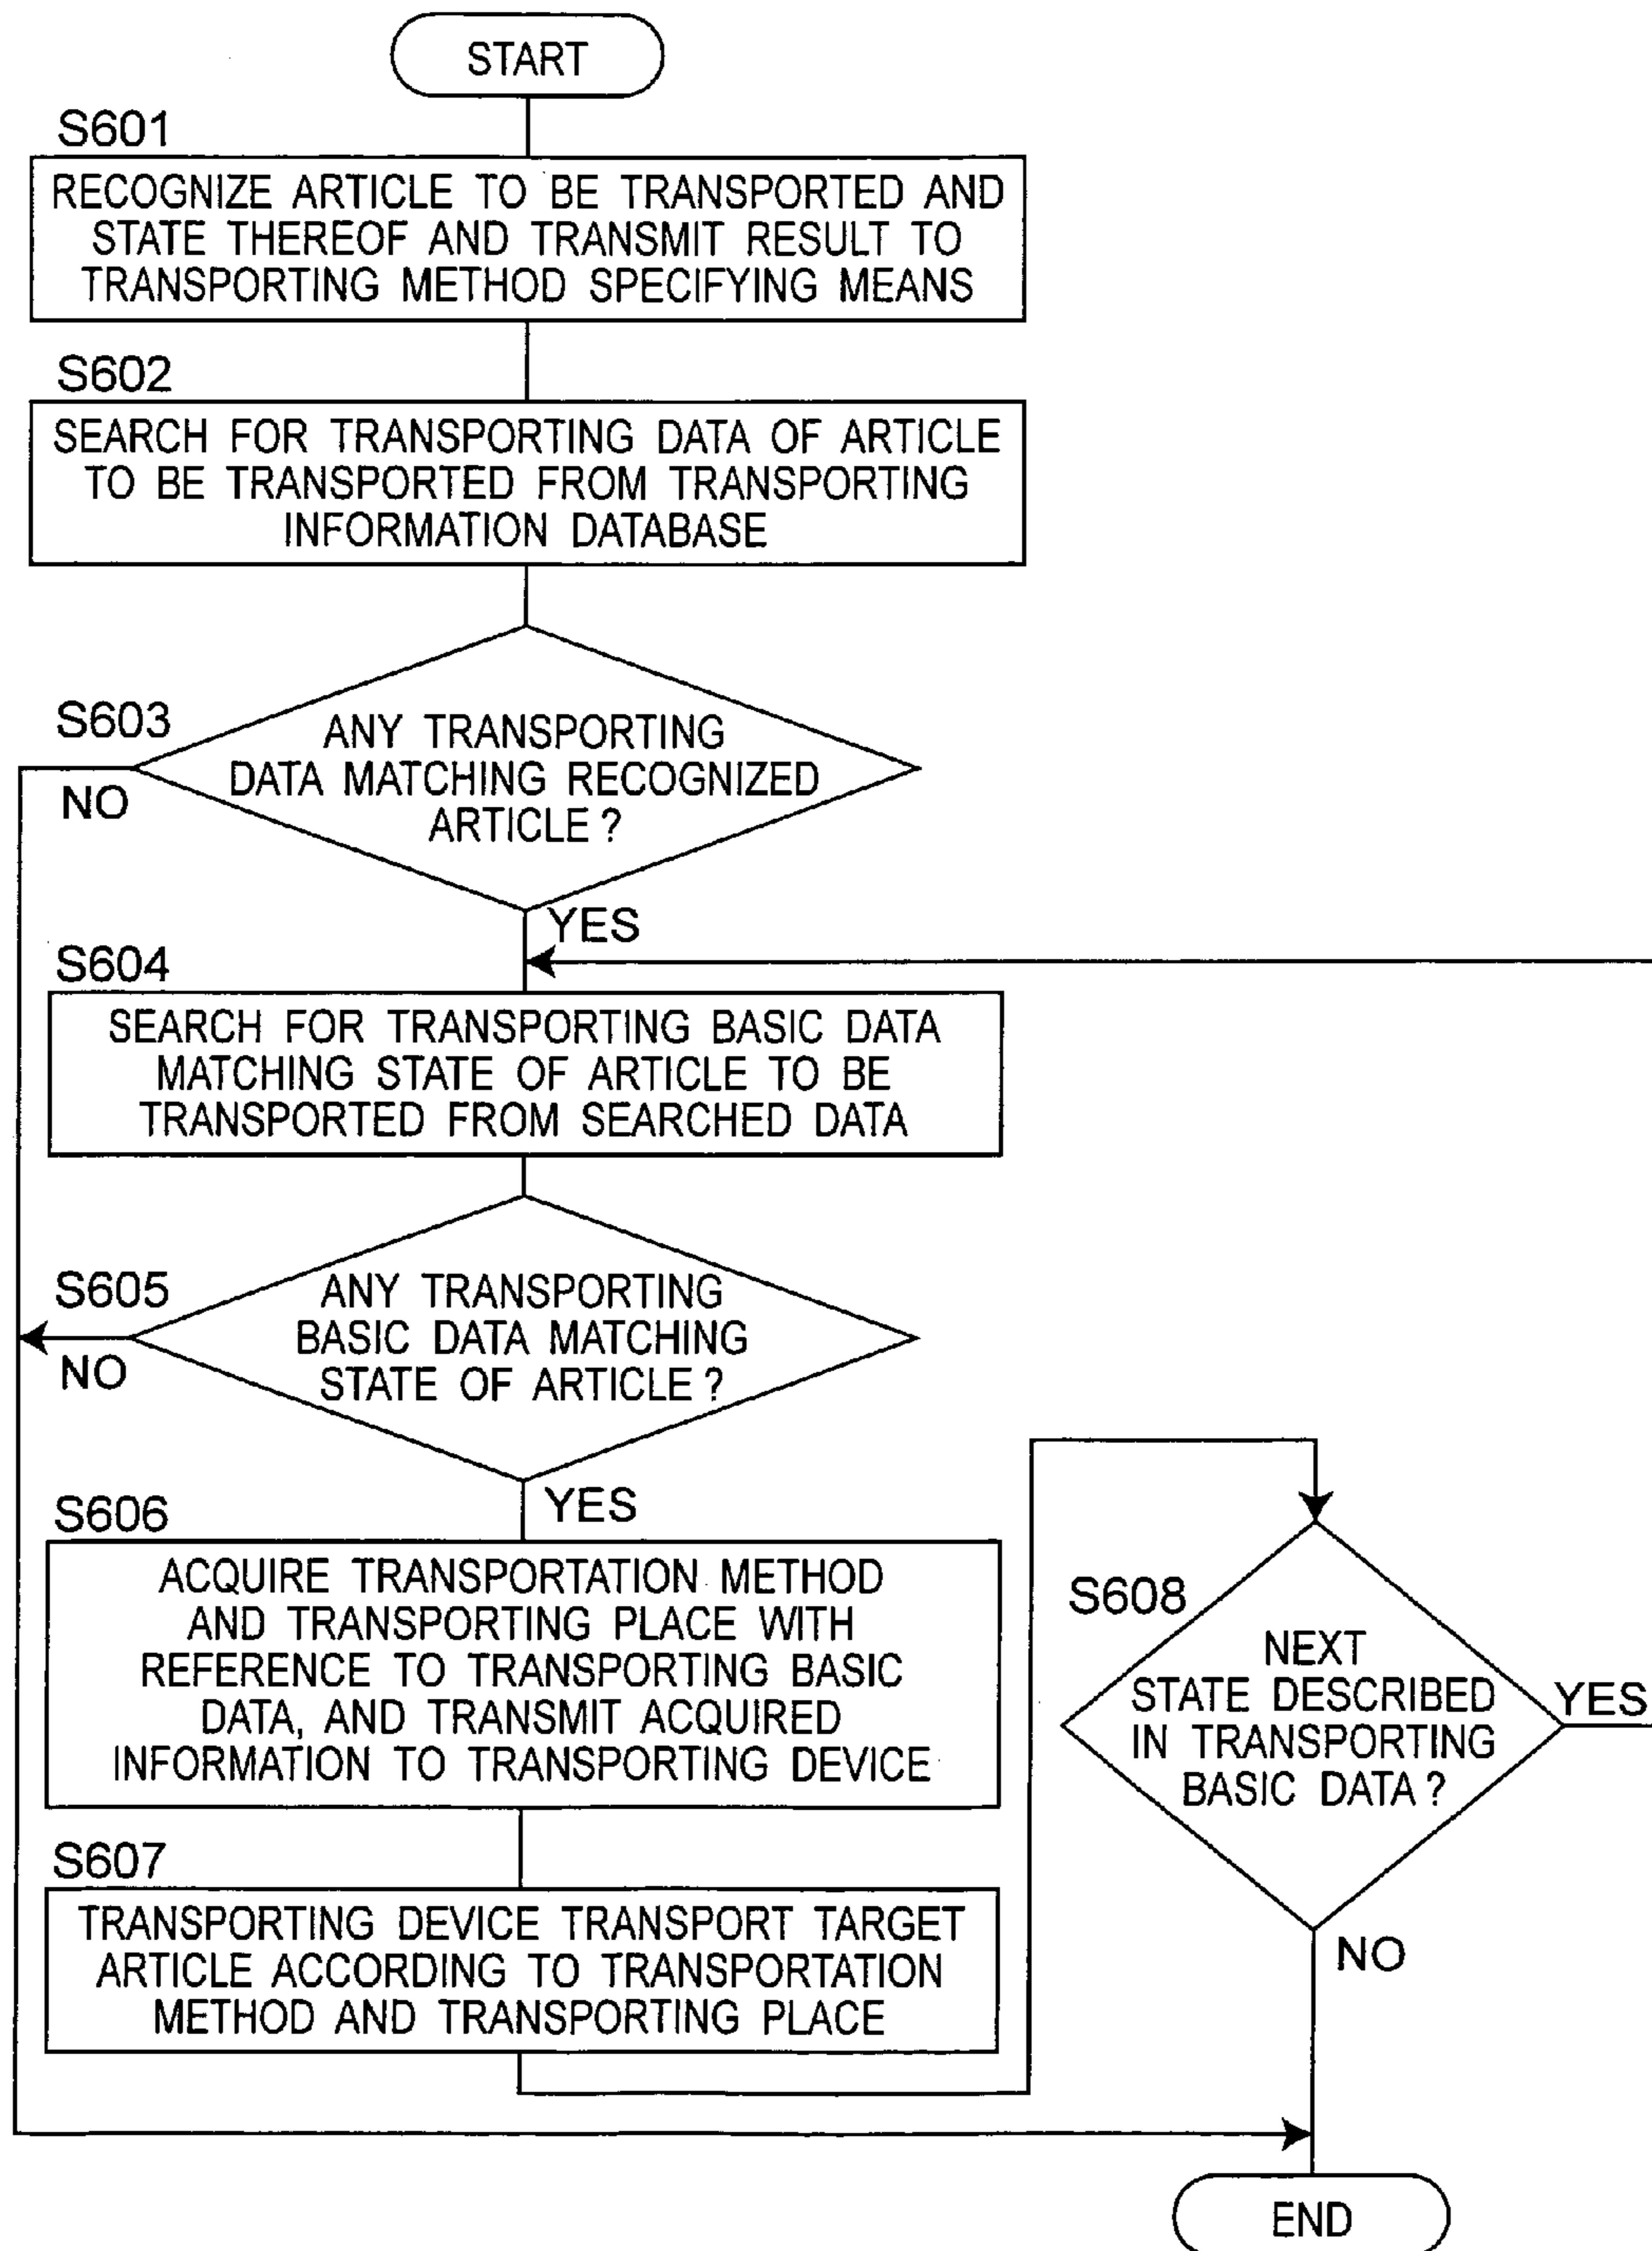 START
S601
RECOGNIZE ARTICLE TO BE TRANSPORTED AND
STATE THEREOF AND TRANSMIT RESULT TO
TRANSPORTING METHOD SPECIFYING MEANS
S602
SEARCH FOR TRANSPORTING DATA OF ARTICLE
TO BE TRANSPORTED FROM TRANSPORTING
INFORMATION DATABASE
S603
ANY TRANSPORTING
DATA MATCHING RECOGNIZED
ARTICLE ?
NO
YES
S604
SEARCH FOR TRANSPORTING BASIC DATA
MATCHING STATE OF ARTICLE TO BE
TRANSPORTED FROM SEARCHED DATA
S605
ANY TRANSPORTING
BASIC DATA MATCHING
STATE OF ARTICLE ?
NO
YES
S606
ACQUIRE TRANSPORTATION METHOD
AND TRANSPORTING PLACE WITH
REFERENCE TO TRANSPORTING BASIC
DATA, AND TRANSMIT ACQUIRED
INFORMATION TO TRANSPORTING DEVICE
S607
TRANSPORTING DEVICE TRANSPORT TARGET
ARTICLE ACCORDING TO TRANSPORTATION
METHOD AND TRANSPORTING PLACE
S608
NEXT
STATE DESCRIBED
IN TRANSPORTING
BASIC DATA ?
YES
NO
END